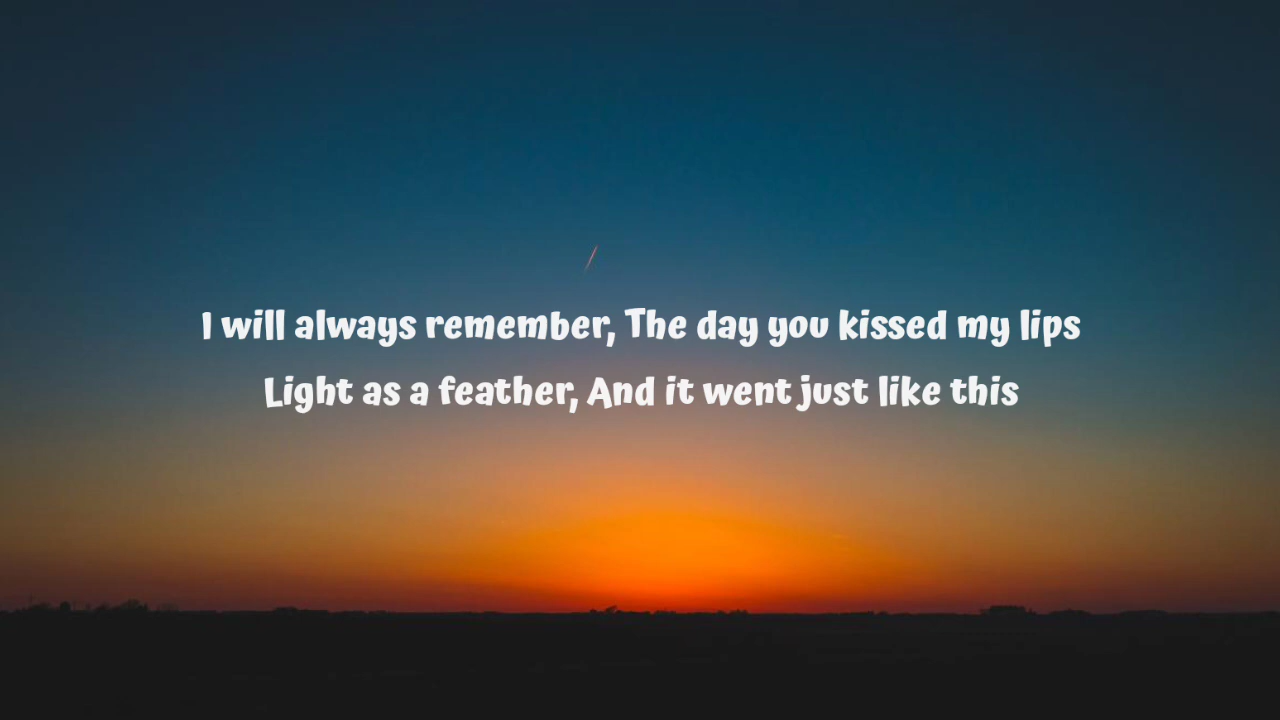 I will always remember, The day you kissed my lips
Light as a feather, And it went just like this